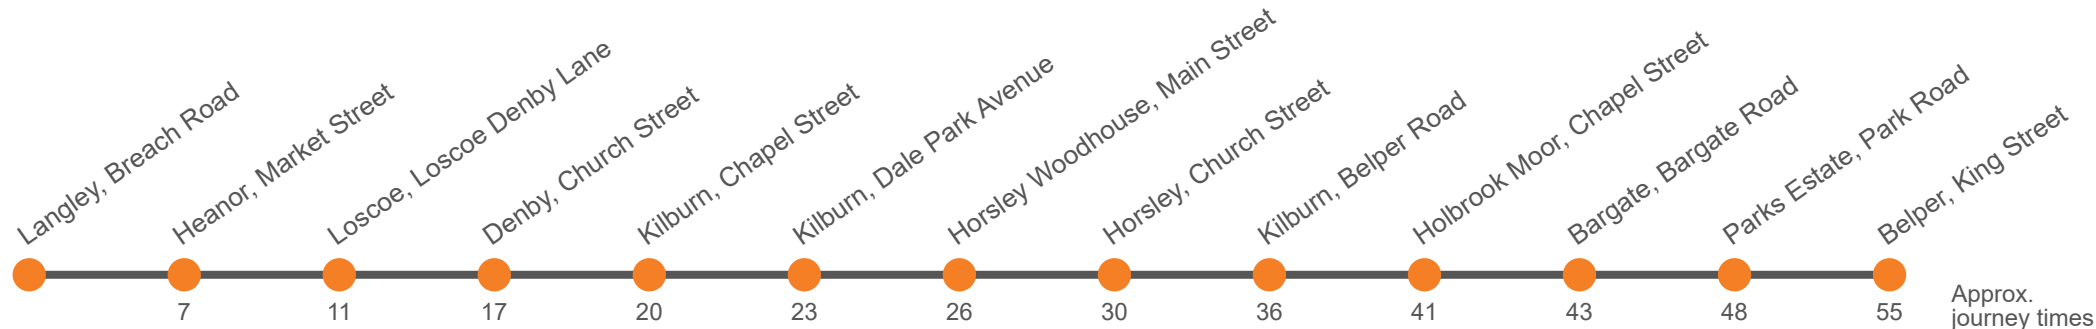 Langley, Breach Road
Heanor, Market Street
Loscoe, Loscoe Denby Lane
Denby, Church Street
Kilburn, Chapel Street
Kilburn, Dale Park Avenue
Horsley Woodhouse, Main Street
Horsley, Church Street
Kilburn, Belper Road
Holbrook Moor, Chapel Street
Bargate, Bargate Road
Parks Estate, Park Road
Belper, King Street
7
11
17
20
23
26
30
36
41
43
48
55
Approx.
journey times